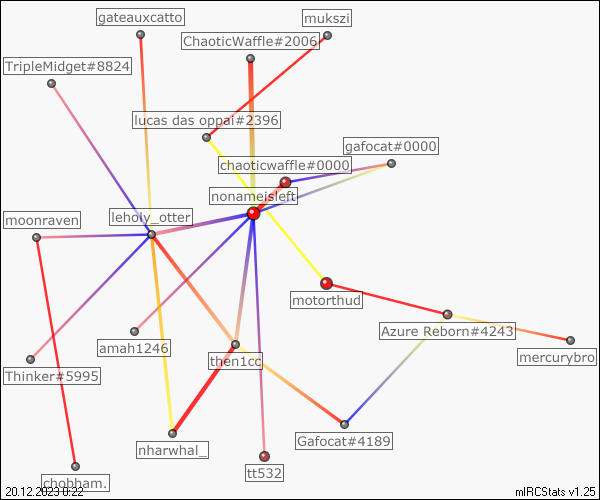 gateauxcatto
mukszi
ChaoticWaffle#2006
TripleMidget#8824
lucas das oppai#2396
gafocat#0000
chaoticwaffle#0000
nonameisleft
moonraven
leholy_otter
motorthud
Azure Reborn#4243
amah1246
mercurybro
then1cc
Thinker#5995
Gafocat#4189
nharwhal_
tt532
chobham.
20.12.2023 0:22
mIRCStats v1.25